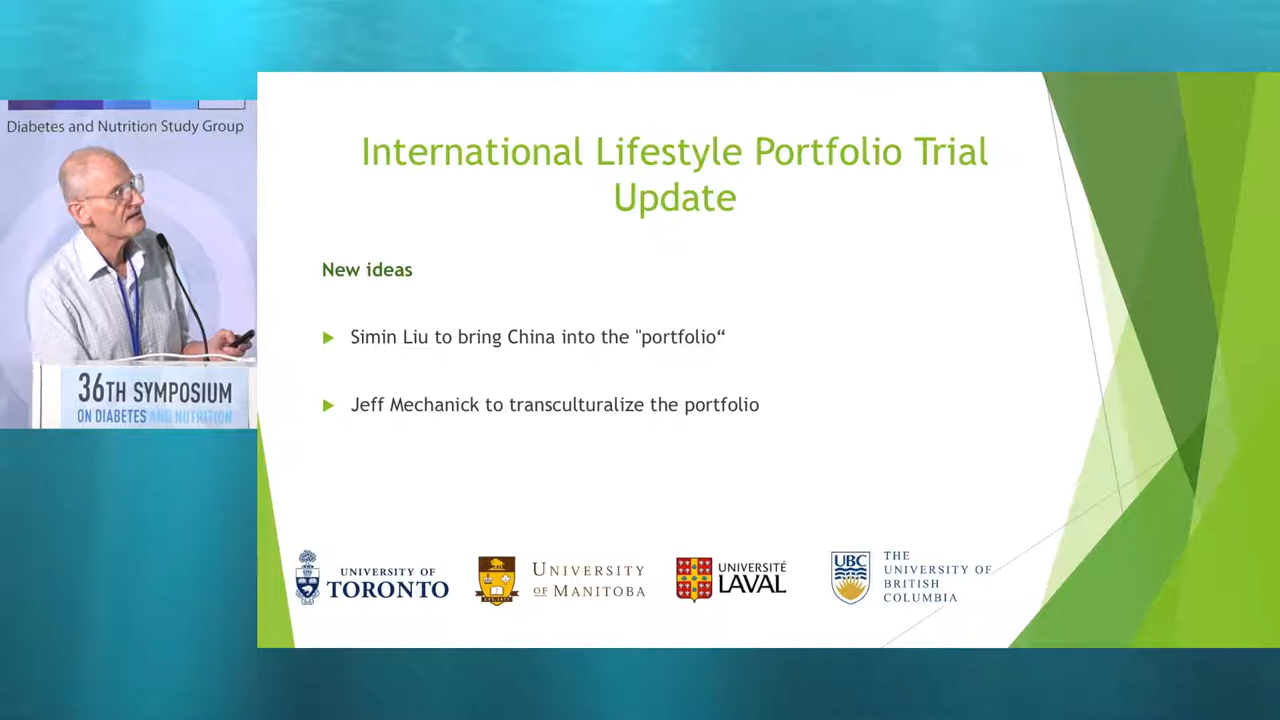 Diabetes and Nutrition Study Group
36TH SYMPOSIUM
ON DIABETES AND NUTRITION
International Lifestyle Portfolio Trial
Update
New ideas
Simin Liu to bring China into the "portfolio“
Jeff Mechanick to transculturalize the portfolio
UNIVERSITY OF
TORONTO
UNIVERSITY
OF MANITOBA
UNIVERSITÉ
LAVAL
UBC
THE
UNIVERSITY OF
BRITISH
COLUMBIA